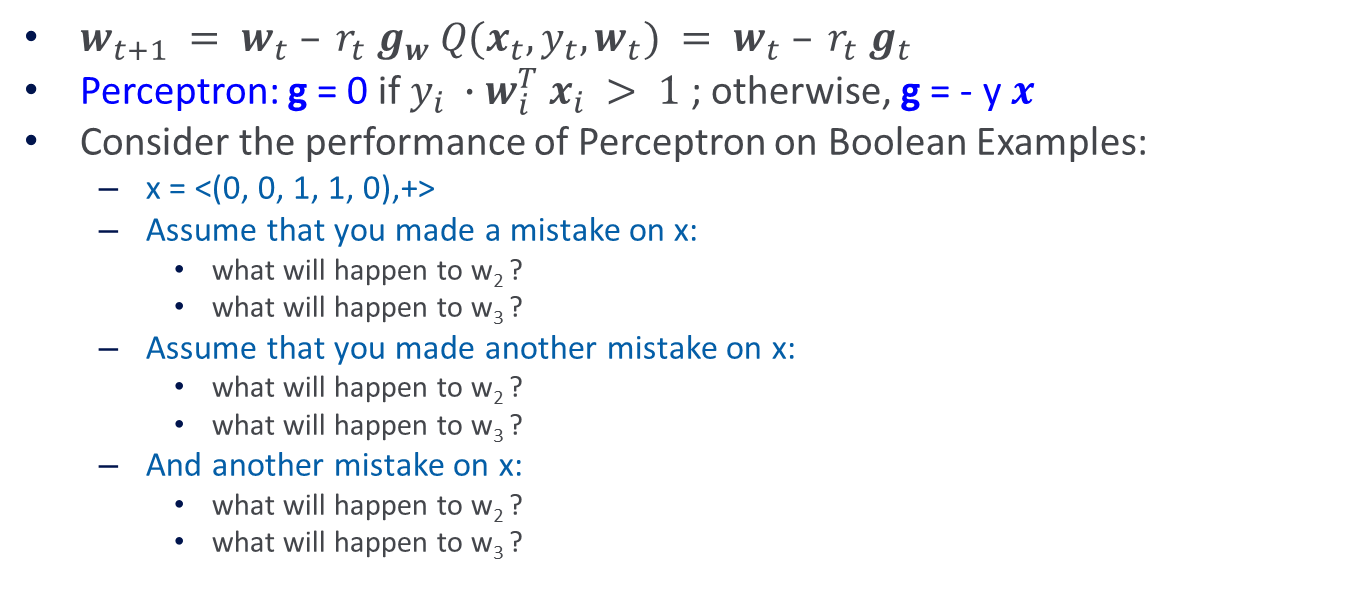 • w_{t+1} = w_t – r_t g_w Q(x_t, y_t, w_t) = w_t – r_t g_t
• Perceptron: g = 0 if y_i · w_i^T x_i > 1 ; otherwise, g = - y x
• Consider the performance of Perceptron on Boolean Examples:
– x = <(0, 0, 1, 1, 0),+>
– Assume that you made a mistake on x:
• what will happen to w_2 ?
• what will happen to w_3 ?
– Assume that you made another mistake on x:
• what will happen to w_2 ?
• what will happen to w_3 ?
– And another mistake on x:
• what will happen to w_2 ?
• what will happen to w_3 ?